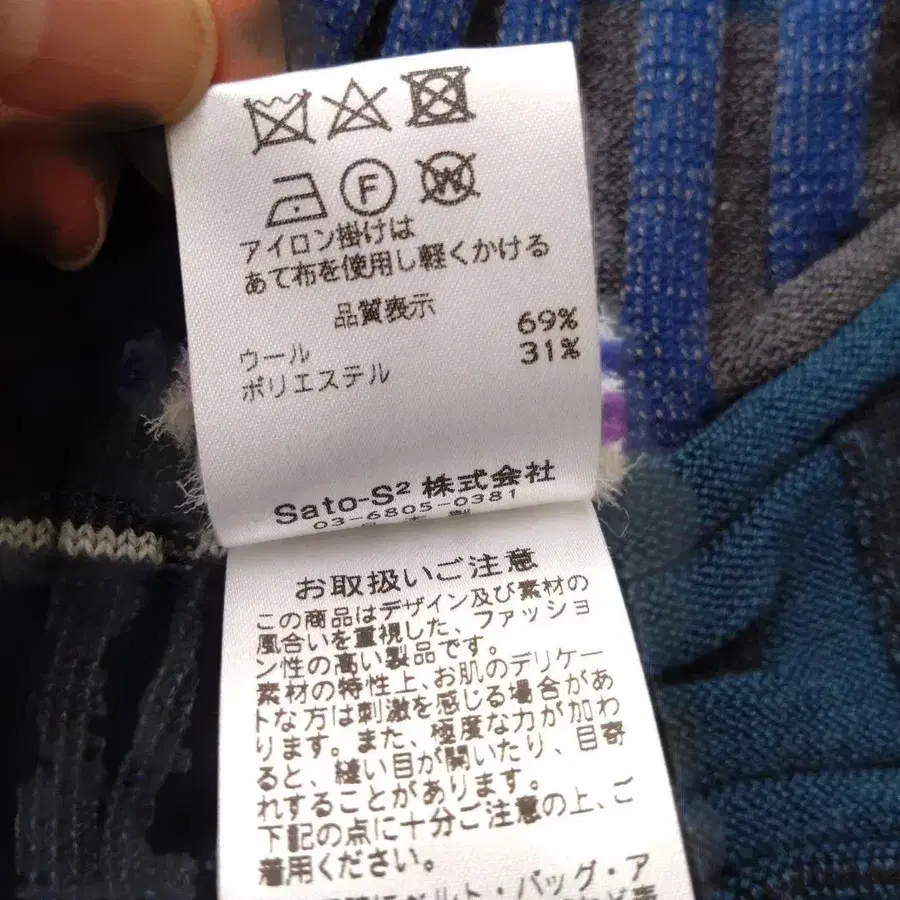 F W
アイロン掛けは
あて布を使用し軽くかける
品質表示
ウール 69%
ポリエステル 31%
Sato-S² 株式会社
03-6805-0381
お取扱いご注意
この商品はデザイン及び素材の
風合いを重視した、ファッショ
ン性の高い製品です。
素材の特性上、お肌のデリケー
トな方は刺激を感じる場合があ
ります。また、極度な力が加わ
ると、縫い目が開いたり、目寄
れすることがあります。
下記の点に十分ご注意の上、ご
着用ください。
ベルト・バッグ・ア